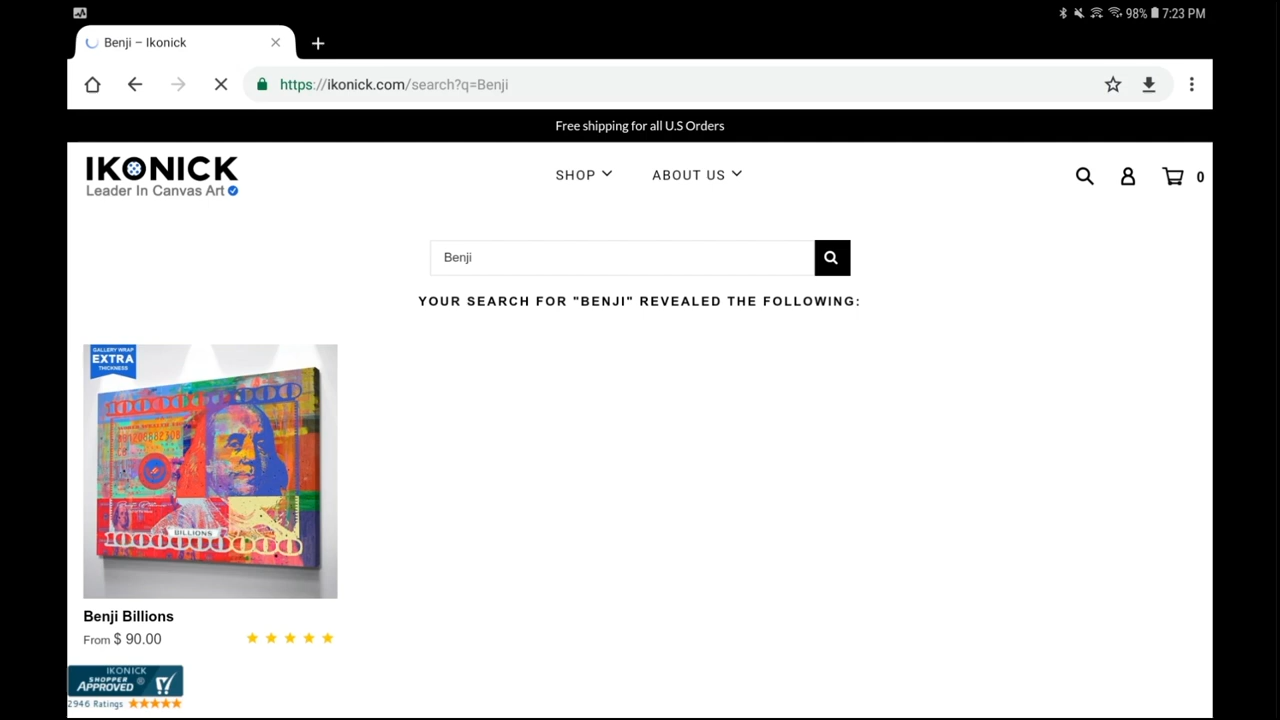 98% 7:23 PM
Benji – Ikonick
https://ikonick.com/search?q=Benji
Free shipping for all U.S Orders
IKONICK
Leader In Canvas Art
SHOP
ABOUT US
0
Benji
YOUR SEARCH FOR "BENJI" REVEALED THE FOLLOWING:
GALLERY WRAP
EXTRA
THICKNESS
BILLIONS
Benji Billions
From $ 90.00
IKONICK
SHOPPER
APPROVED®
2946 Ratings